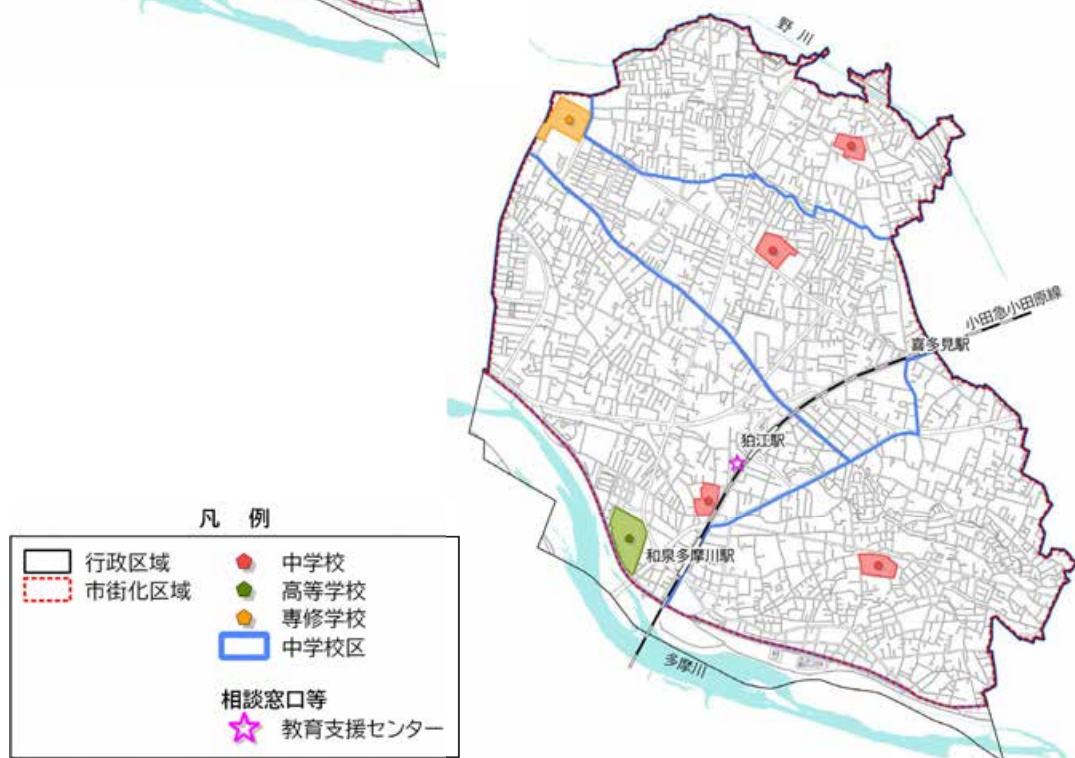 野川
小田急小田原線
喜多見駅
狛江駅
和泉多摩川駅
多摩川
凡 例
行政区域
市街化区域
中学校
高等学校
専修学校
中学校区
相談窓口等
教育支援センター